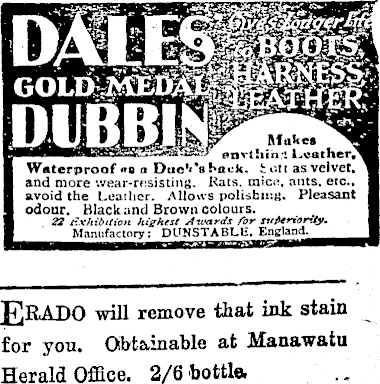 DALES
GOLD MEDAL
DUBBIN
Gives longer life
to BOOTS
HARNESS
LEATHER
Makes
anything Leather,
Waterproof as a Duck's back. Soft as velvet,
and more wear-resisting. Rats, mice, ants, etc.,
avoid the Leather. Allows polishing. Pleasant
odour. Black and Brown colours.
22 Exhibition highest Awards for superiority.
Manufactory: DUNSTABLE, England.
ERADO will remove that ink stain
for you. Obtainable at Manawatu
Herald Office. 2/6 bottle.